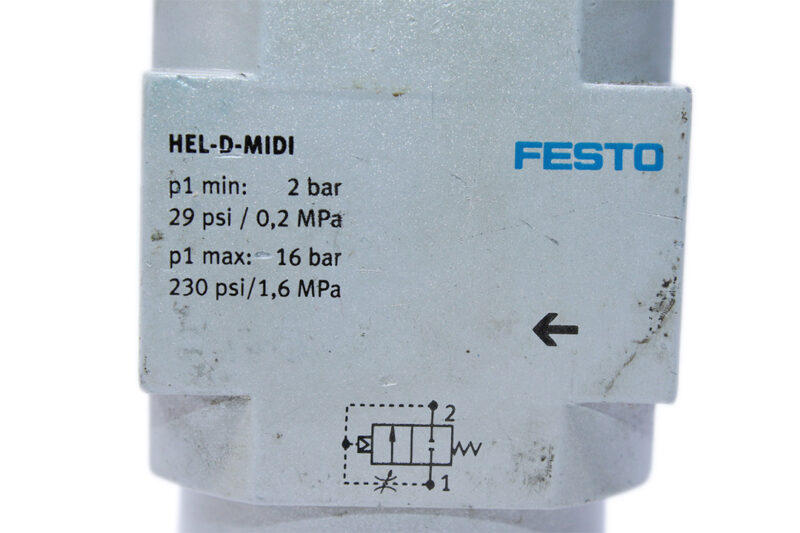 HEL-D-MIDI
FESTO
p1 min: 2 bar
29 psi / 0,2 MPa
p1 max: 16 bar
230 psi/1,6 MPa
2
1